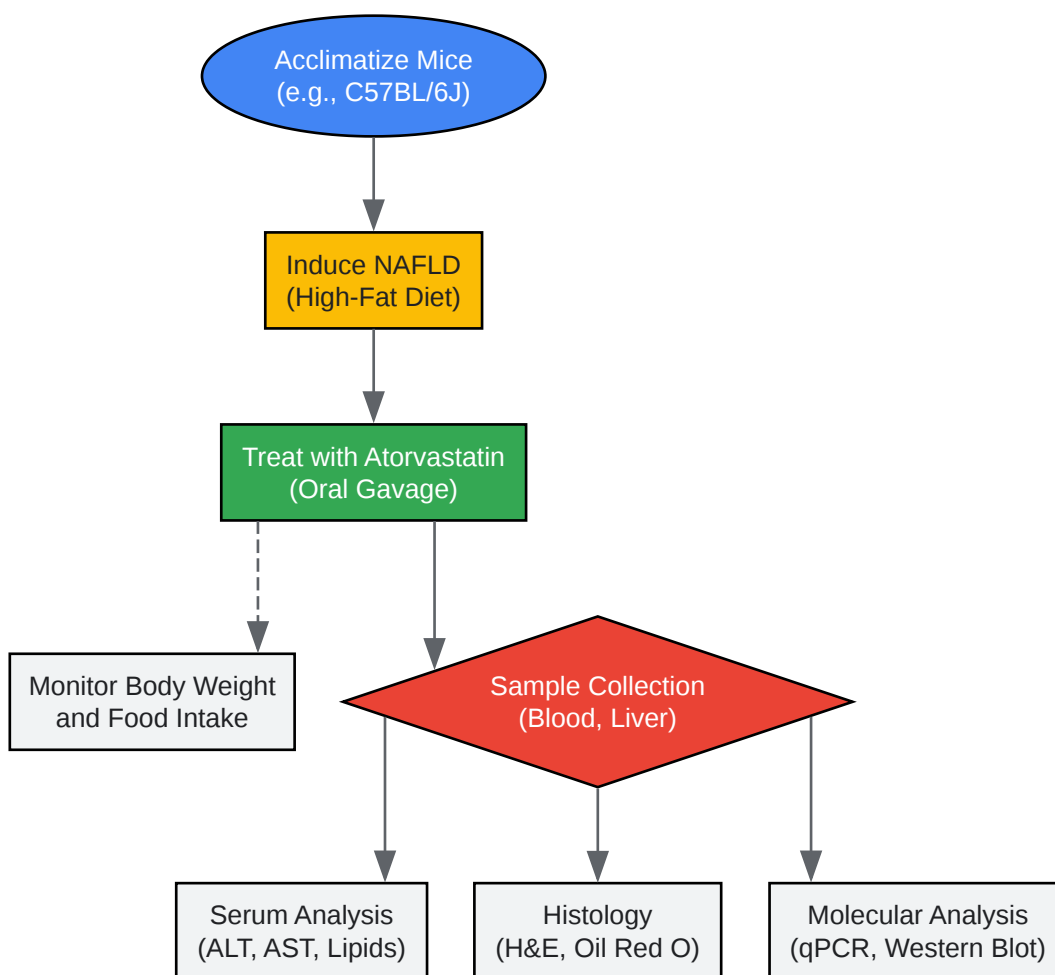 Acclimatize Mice
(e.g., C57BL/6J)
Induce NAFLD
(High-Fat Diet)
Treat with Atorvastatin
(Oral Gavage)
Monitor Body Weight
and Food Intake
Sample Collection
(Blood, Liver)
Serum Analysis
(ALT, AST, Lipids)
Histology
(H&E, Oil Red O)
Molecular Analysis
(qPCR, Western Blot)